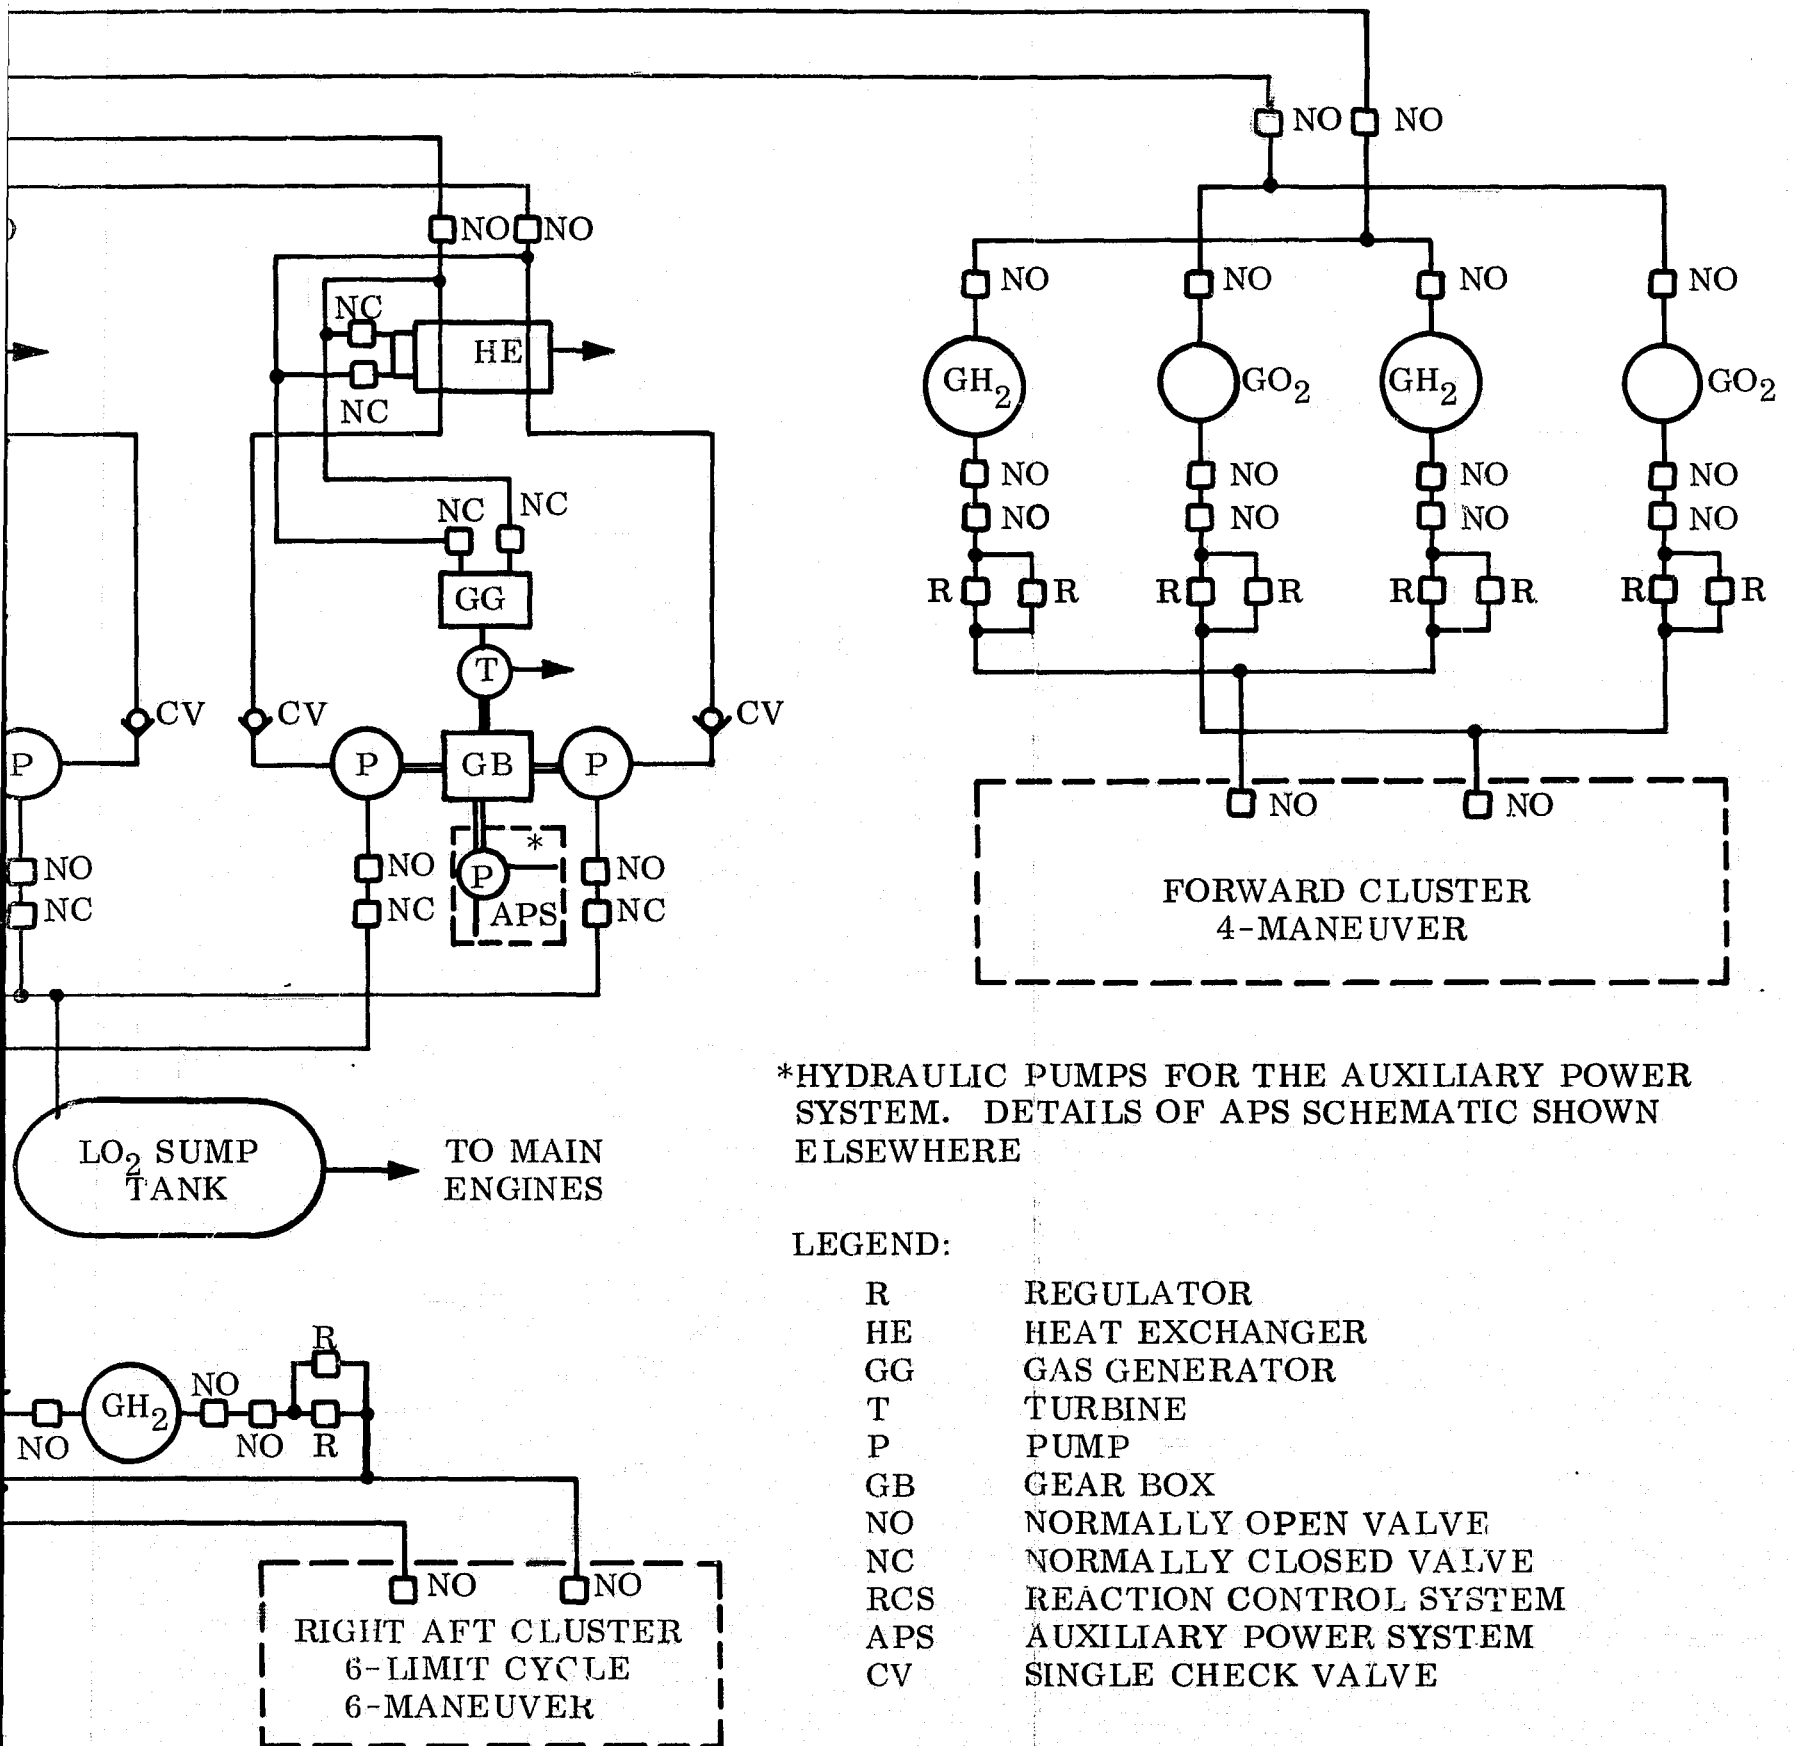 NO NO
NO NO
NO NO NO NO
NC
HE
NC
GH2 GO2 GH2 GO2
NO NO NO NO
NC NC
NO NO NO NO
GG
R R R R R R R R
T
CV CV CV
P P GB P
NO NO
*
NO NO NO
P
NC NC APS NC
FORWARD CLUSTER
4-MANEUVER
*HYDRAULIC PUMPS FOR THE AUXILIARY POWER
SYSTEM. DETAILS OF APS SCHEMATIC SHOWN
ELSEWHERE
LO2 SUMP
TANK
TO MAIN
ENGINES
LEGEND:
R REGULATOR
HE HEAT EXCHANGER
GG GAS GENERATOR
T TURBINE
P PUMP
GB GEAR BOX
NO NORMALLY OPEN VALVE
NC NORMALLY CLOSED VALVE
RCS REACTION CONTROL SYSTEM
APS AUXILIARY POWER SYSTEM
CV SINGLE CHECK VALVE
R
NO
GH2
NO NO R
NO NO
RIGHT AFT CLUSTER
6-LIMIT CYCLE
6-MANEUVER